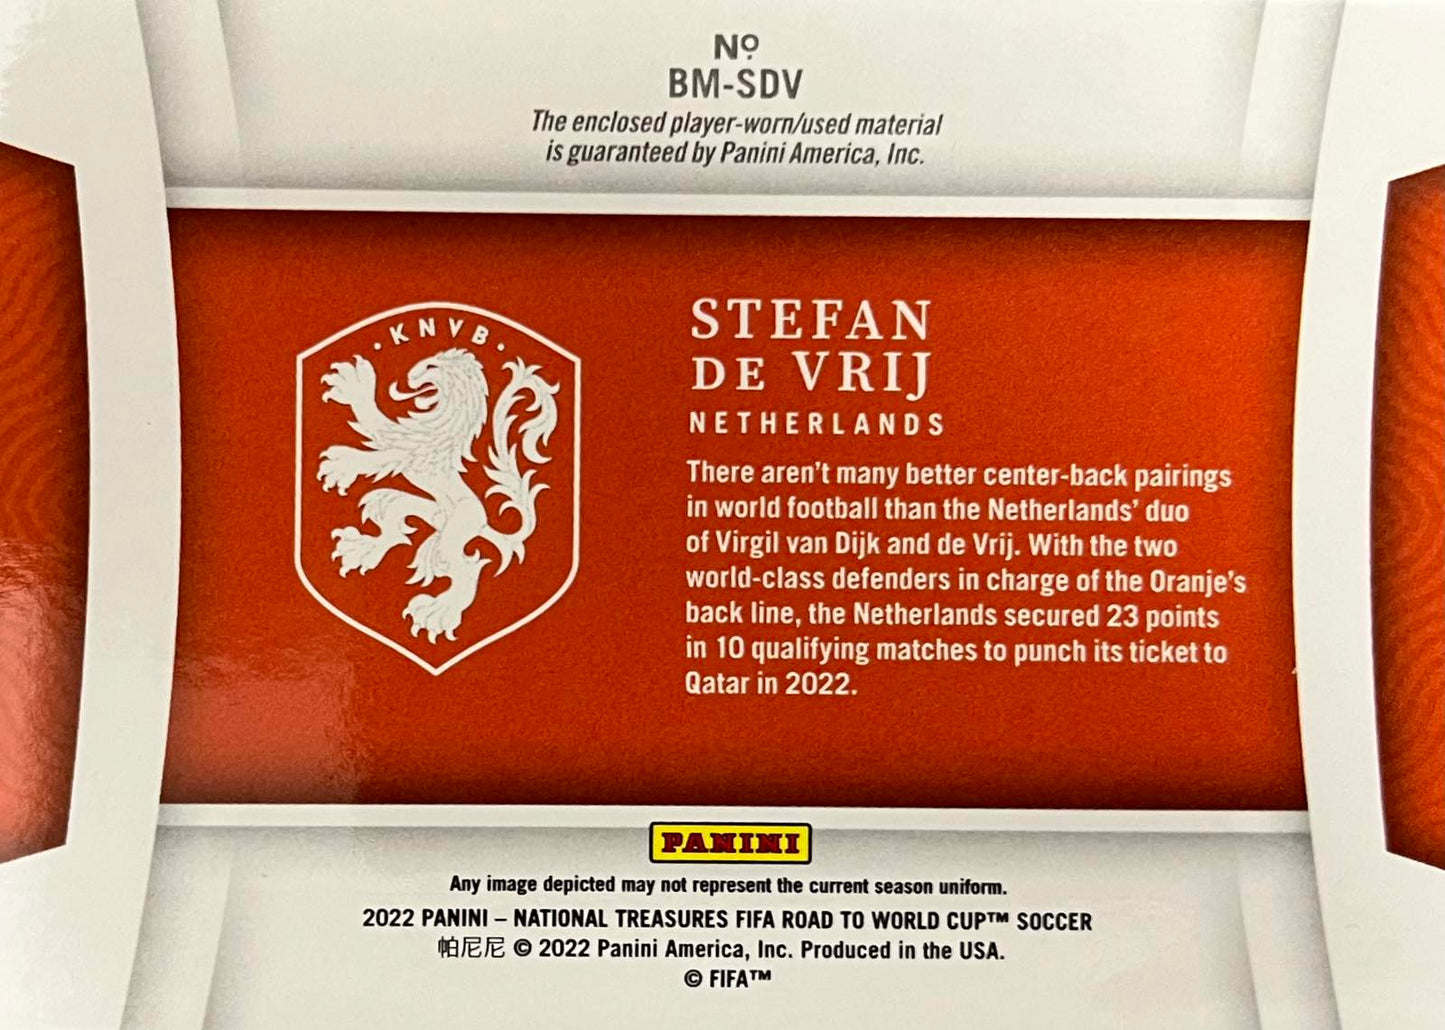 Nº
BM-SDV
The enclosed player-worn/used material
is guaranteed by Panini America, Inc.
• KNVB •
STEFAN
DE VRIJ
NETHERLANDS
There aren't many better center-back pairings
in world football than the Netherlands' duo
of Virgil van Dijk and de Vrij. With the two
world-class defenders in charge of the Oranje's
back line, the Netherlands secured 23 points
in 10 qualifying matches to punch its ticket to
Qatar in 2022.
PANINI
Any image depicted may not represent the current season uniform.
2022 PANINI – NATIONAL TREASURES FIFA ROAD TO WORLD CUP™ SOCCER
帕尼尼 © 2022 Panini America, Inc. Produced in the USA.
© FIFA™